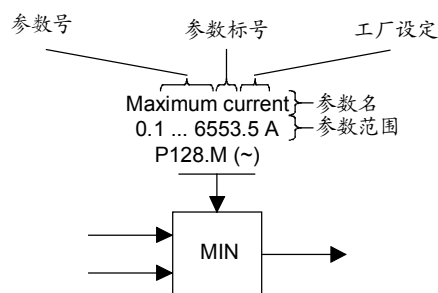 参数号 参数标号 工厂设定
Maximum current 参数名
0.1 ... 6553.5 A 参数范围
P128.M (~)
MIN